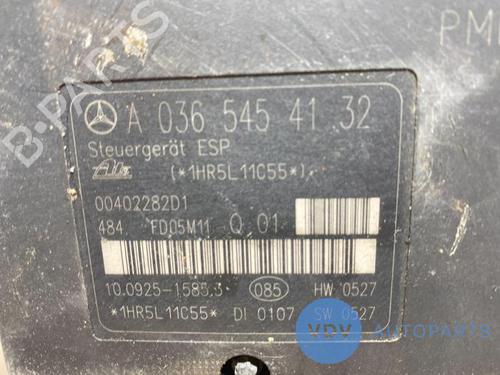 PM
A 036 545 41 32
Steuergerät ESP
Ate (*1HR5L11C55*)
00402282D1
484 FD05M11 Q 01
10.0925-1585.3 085 HW 0527
*1HR5L11C55* DI 0107 SW 0527
B-PARTS
VDV AUTOPARTS